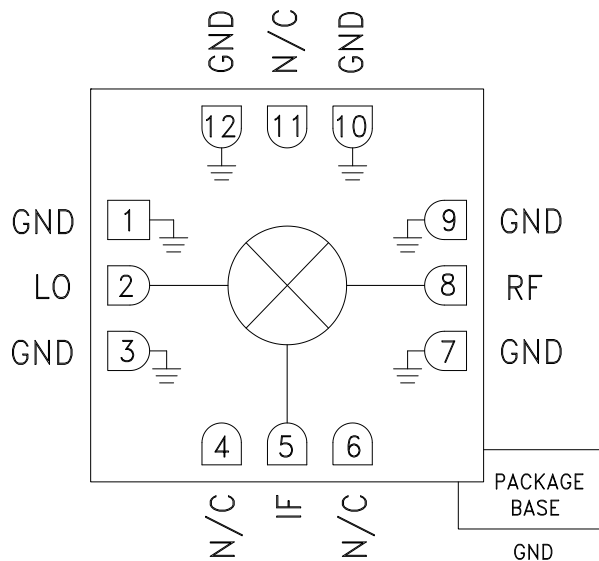 GND
N/C
GND
12
11
10
GND
1
9
GND
LO
2
8
RF
GND
3
7
GND
4
5
6
N/C
IF
N/C
PACKAGE
BASE
GND